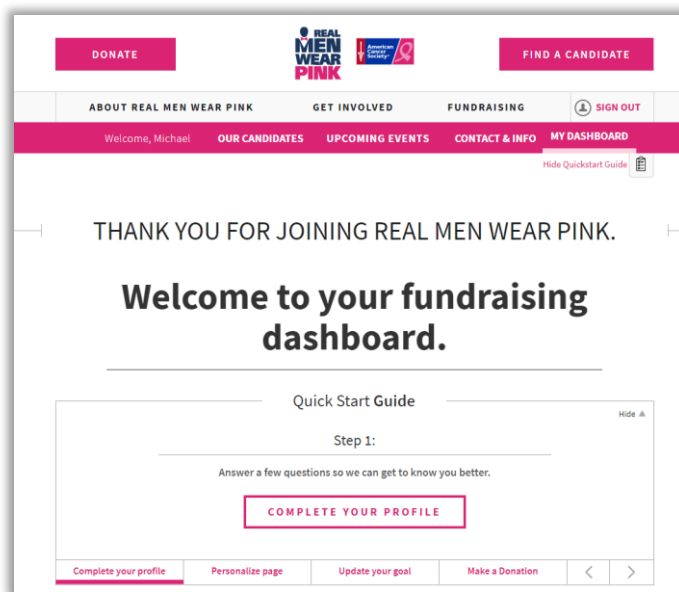 DONATE
REAL
MEN
WEAR
PINK
American
Cancer
Society
FIND A CANDIDATE
ABOUT REAL MEN WEAR PINK
GET INVOLVED
FUNDRAISING
SIGN OUT
Welcome, Michael
OUR CANDIDATES
UPCOMING EVENTS
CONTACT & INFO
MY DASHBOARD
Hide Quickstart Guide
THANK YOU FOR JOINING REAL MEN WEAR PINK.
Welcome to your fundraising
dashboard.
Quick Start Guide
Hide
Step 1:
Answer a few questions so we can get to know you better.
COMPLETE YOUR PROFILE
Complete your profile
Personalize page
Update your goal
Make a Donation